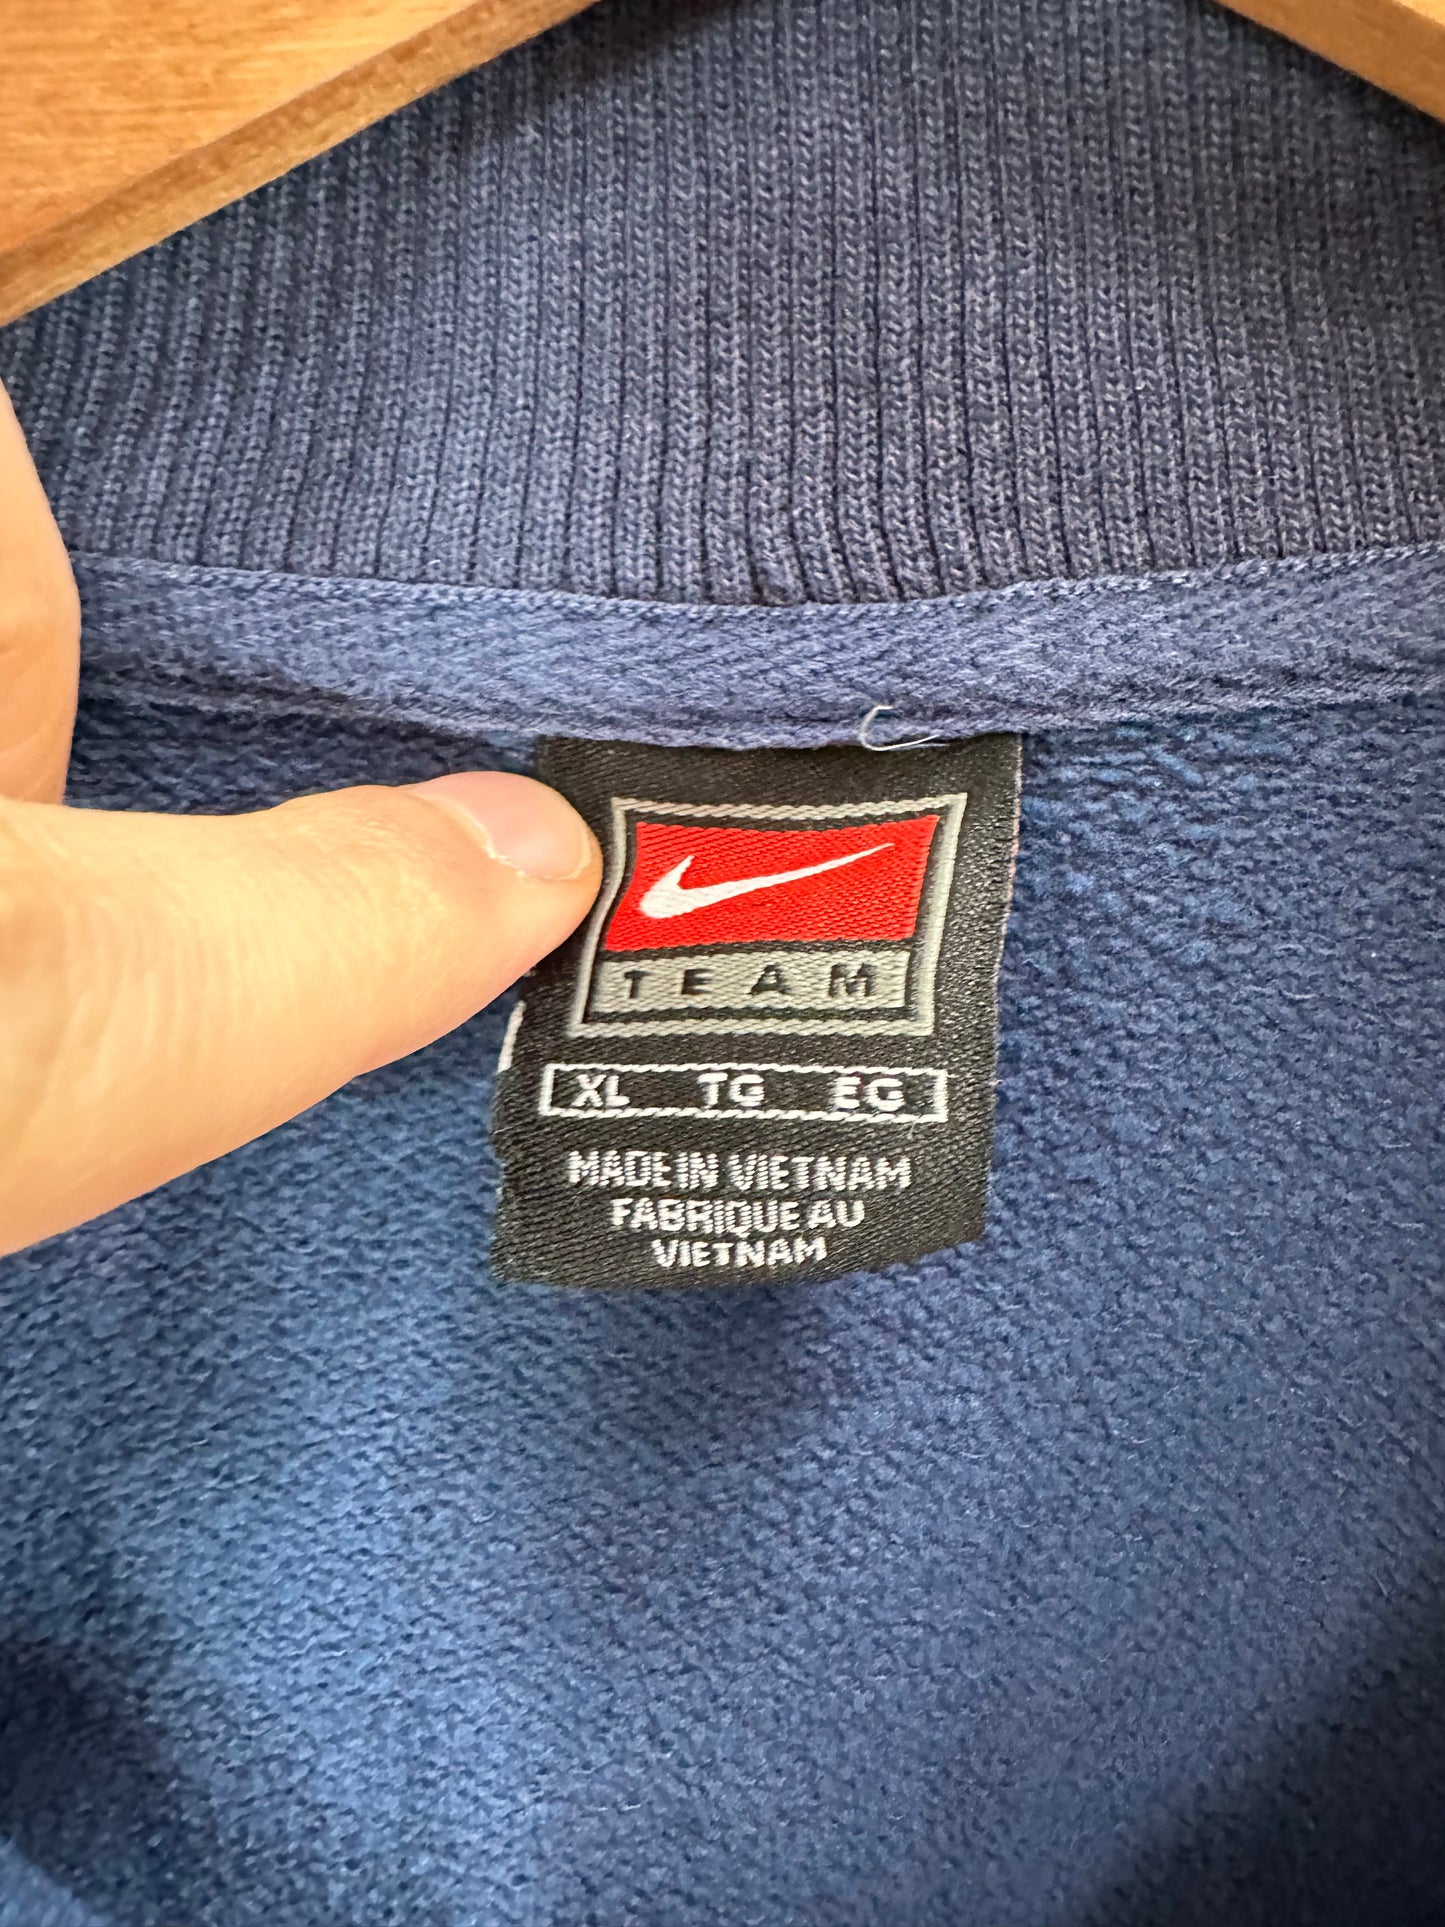 TEAM
XL TG EG
MADE IN VIETNAM
FABRIQUE AU
VIETNAM